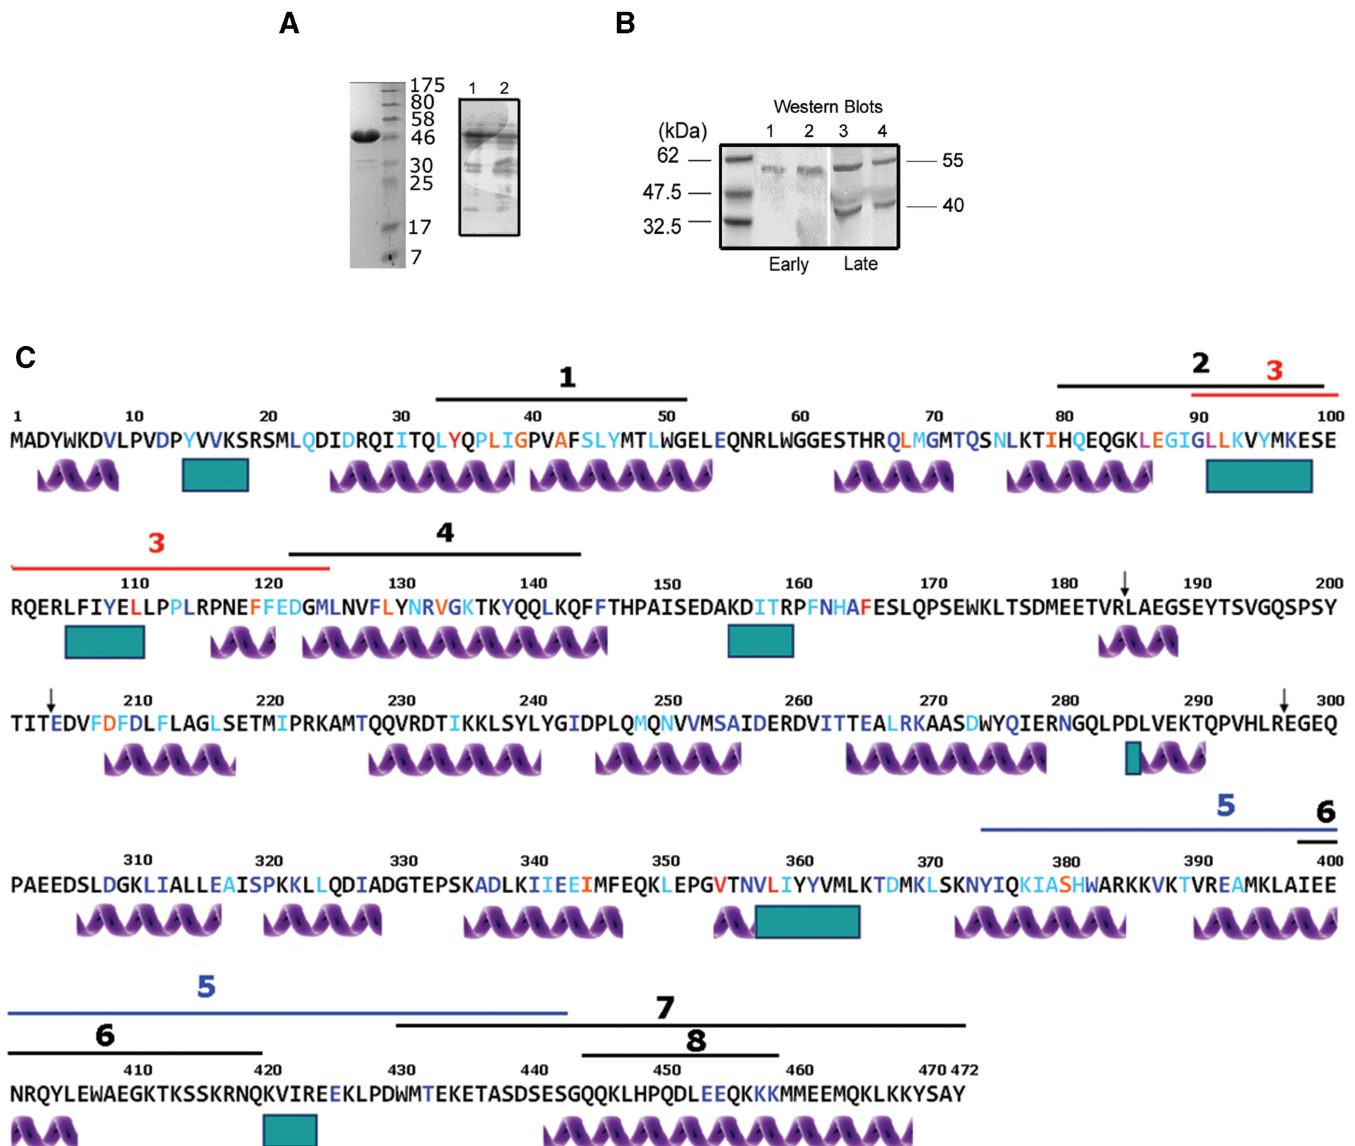 A
B
175
80
58
46
30
25
17
7
1 2
Western Blots
(kDa)
1 2 3 4
62
47.5
32.5
55
40
Early
Late
C
1
2
3
1 10 20 30 40 50 60 70 80 90 100
MADYWKDVLPVDPYVVKSRSMLQDIDRQIITQLYQPLIGPVAFSLYMTLWGELEQNRLWGGESTHRQLMGMTQSNLKTIHQEQGKLEGIGLLKVYMKESE
3
4
110 120 130 140 150 160 170 180 190 200
RQERLFIYELLPPLRPNEFFEDGMLNVFLYNRVGKTKYQQLKQFFTHPAISEDAKDITRPFNHAFESLQPSEWKLTSDMEETVRLAEGSEYTSVGQSPSY
210 220 230 240 250 260 270 280 290 300
TITEDVFDFDLFLAGLSETMIPRKAMTQQVRDTIKKLSYLYGIDPLQMQNVVMSAIDERDVITTEALRKAASDWYQIERNGQLPDLVEKTQPVHLREGEQ
5
6
310 320 330 340 350 360 370 380 390 400
PAEEDSLDGKLIALLEAISPKKLLQDIADGTEPSKADLKIIEEIMFEQKLEPGVTNVLIYYVMLKTDMKLSKNYIQKIASHWARKKVKTVREAMKLAIEE
5
7
6
8
410 420 430 440 450 460 470 472
NRQYLEWAEGKTKSSKRNQKVIREEKLPDWMTEKETASDSESGQQKLHPQDLEEQKKKMMEEMQKLKKYSAY